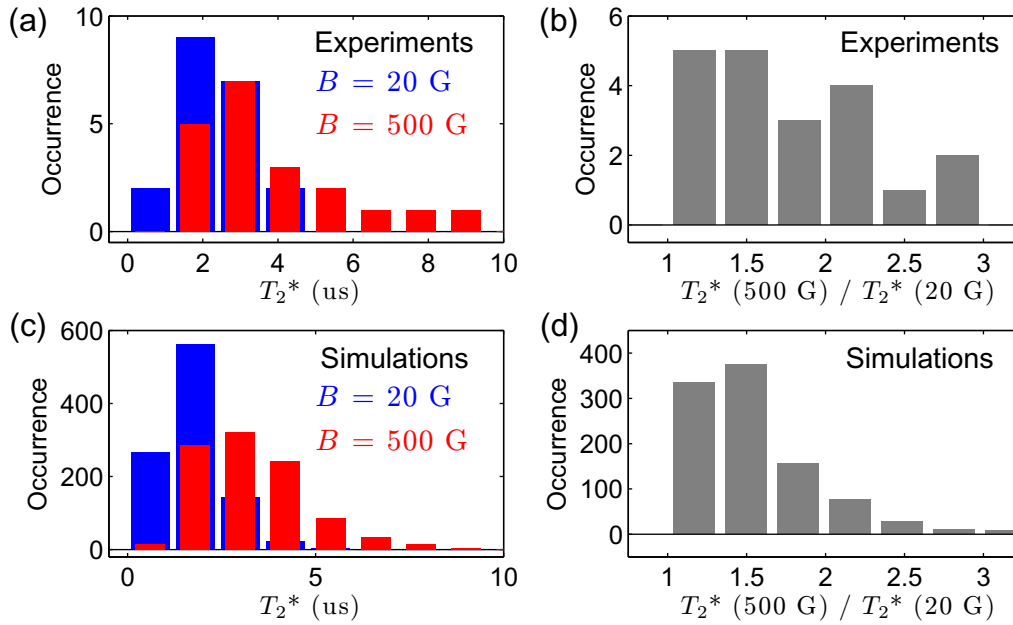 (a)
10
5
0
Occurrence
Experiments
B = 20 G
B = 500 G
0 2 4 6 8 10
T₂* (us)
(b)
6
4
2
0
Occurrence
Experiments
1 1.5 2 2.5 3
T₂* (500 G) / T₂* (20 G)
(c)
600
400
200
0
Occurrence
Simulations
B = 20 G
B = 500 G
0 5 10
T₂* (us)
(d)
400
300
200
100
0
Occurrence
Simulations
1 1.5 2 2.5 3
T₂* (500 G) / T₂* (20 G)